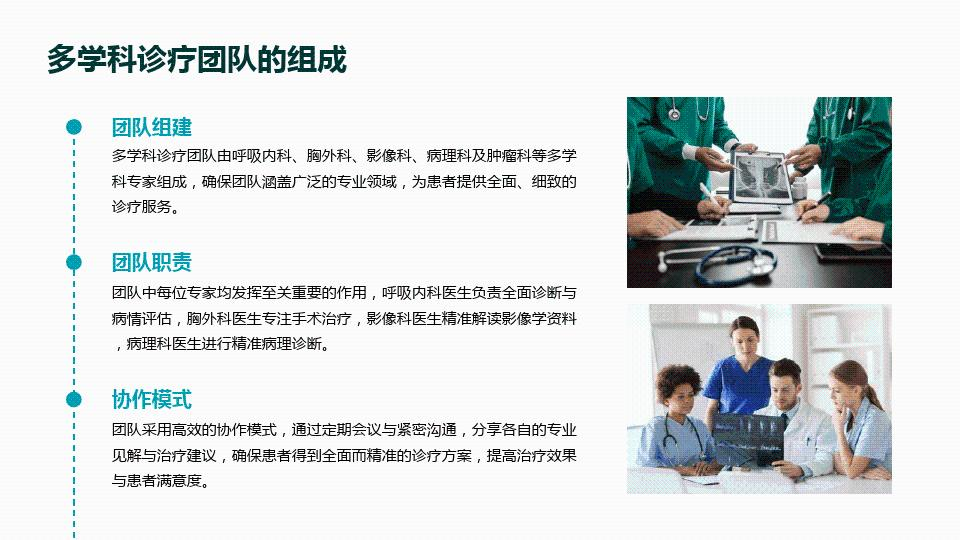 多学科诊疗团队的组成
团队组建
多学科诊疗团队由呼吸内科、胸外科、影像科、病理科及肿瘤科等多学
科专家组成，确保团队涵盖广泛的专业领域，为患者提供全面、细致的
诊疗服务。
团队职责
团队中每位专家均发挥至关重要的作用，呼吸内科医生负责全面诊断与
病情评估，胸外科医生专注手术治疗，影像科医生精准解读影像学资料
，病理科医生进行精准病理诊断。
协作模式
团队采用高效的协作模式，通过定期会议与紧密沟通，分享各自的专业
见解与治疗建议，确保患者得到全面而精准的诊疗方案，提高治疗效果
与患者满意度。